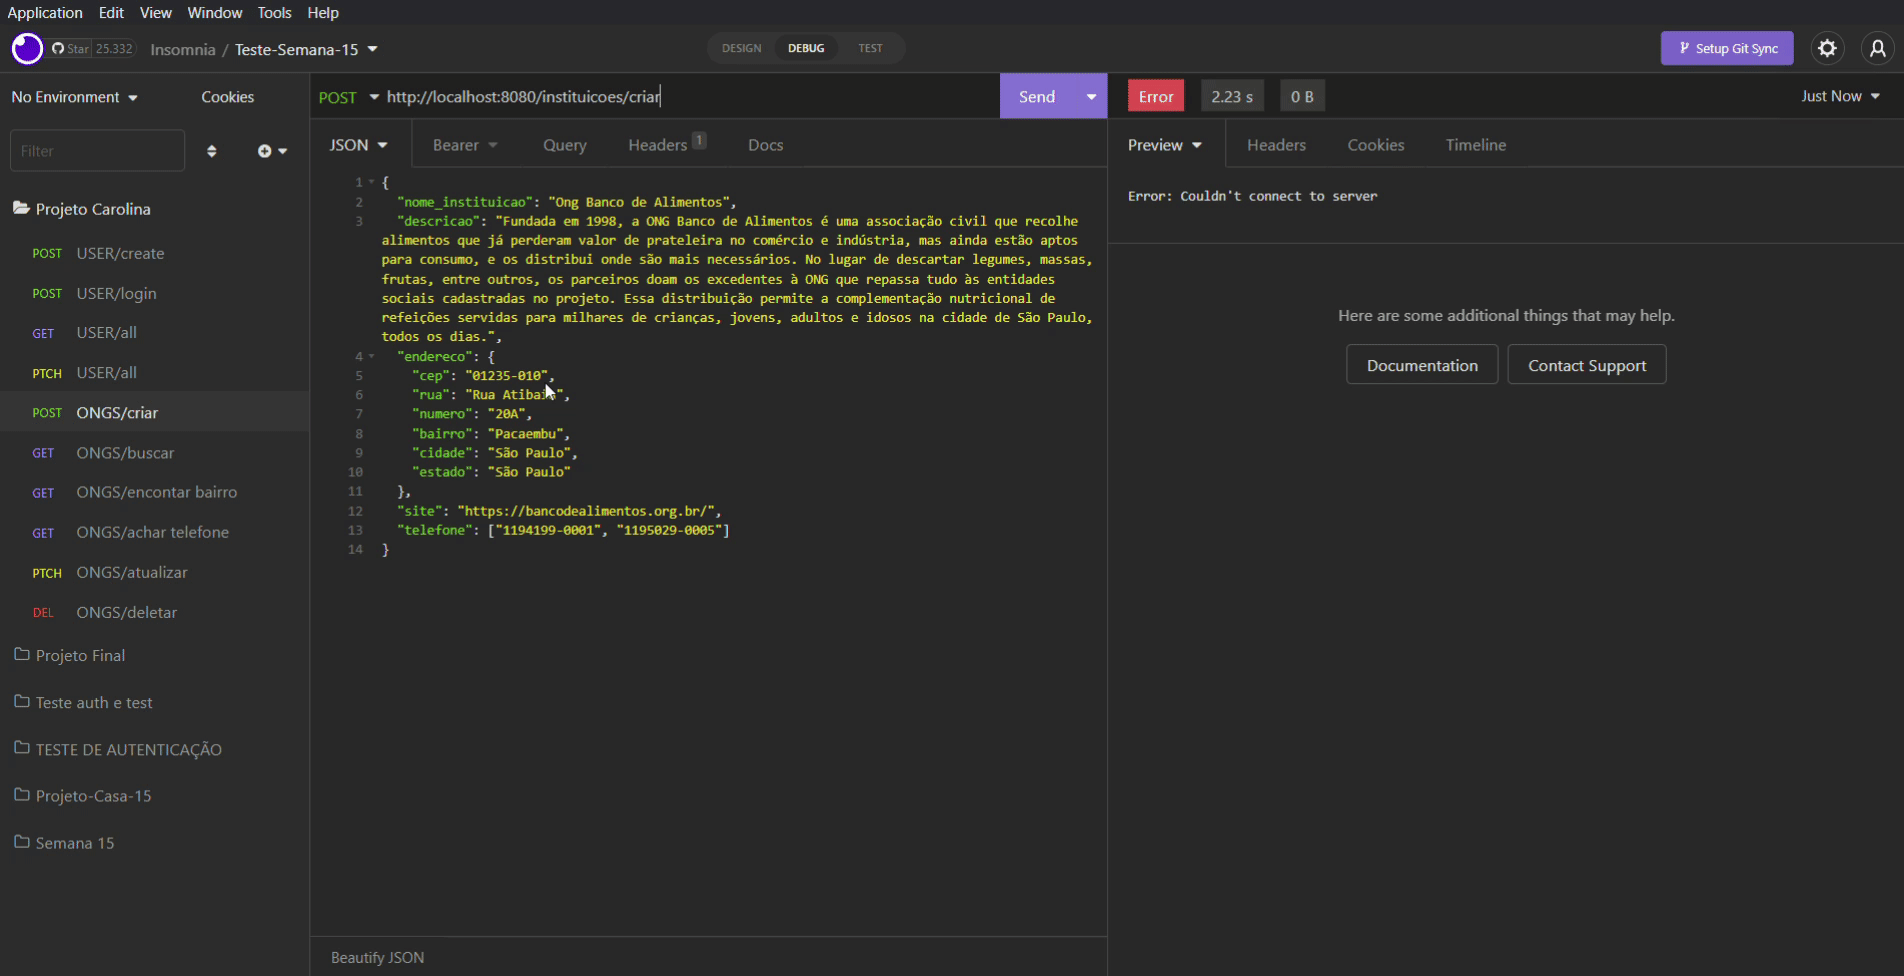 Application Edit View Window Tools Help
Star 25.332 Insomnia / Teste-Semana-15
DESIGN DEBUG TEST
Setup Git Sync
No Environment Cookies
POST http://localhost:8080/instituicoes/criar
Send
Error 2.23 s 0 B
Just Now
Filter
JSON Bearer Query Headers 1 Docs
Preview Headers Cookies Timeline
Projeto Carolina
POST USER/create
POST USER/login
GET USER/all
PTCH USER/all
POST ONGS/criar
GET ONGS/buscar
GET ONGS/encontar bairro
GET ONGS/achar telefone
PTCH ONGS/atualizar
DEL ONGS/deletar
Projeto Final
Teste auth e test
TESTE DE AUTENTICAÇÃO
Projeto-Casa-15
Semana 15
1 {
2 "nome_instituicao": "Ong Banco de Alimentos",
3 "descricao": "Fundada em 1998, a ONG Banco de Alimentos é uma associação civil que recolhe
alimentos que já perderam valor de prateleira no comércio e indústria, mas ainda estão aptos
para consumo, e os distribui onde são mais necessários. No lugar de descartar legumes, massas,
frutas, entre outros, os parceiros doam os excedentes à ONG que repassa tudo às entidades
sociais cadastradas no projeto. Essa distribuição permite a complementação nutricional de
refeições servidas para milhares de crianças, jovens, adultos e idosos na cidade de São Paulo,
todos os dias.",
4 "endereco": {
5 "cep": "01235-010",
6 "rua": "Rua Atibaia",
7 "numero": "20A",
8 "bairro": "Pacaembu",
9 "cidade": "São Paulo",
10 "estado": "São Paulo"
11 },
12 "site": "https://bancodealimentos.org.br/",
13 "telefone": ["1194199-0001", "1195029-0005"]
14 }
Beautify JSON
Error: Couldn't connect to server
Here are some additional things that may help.
Documentation Contact Support